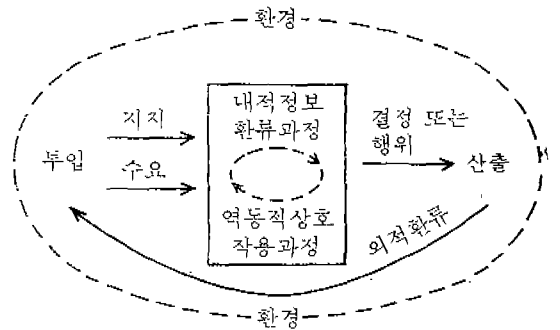 환경
내적정보
환류과정
지지
결정 또는
행위
투입
수요
산출
역동적상호
작용과정
외적환류
환경